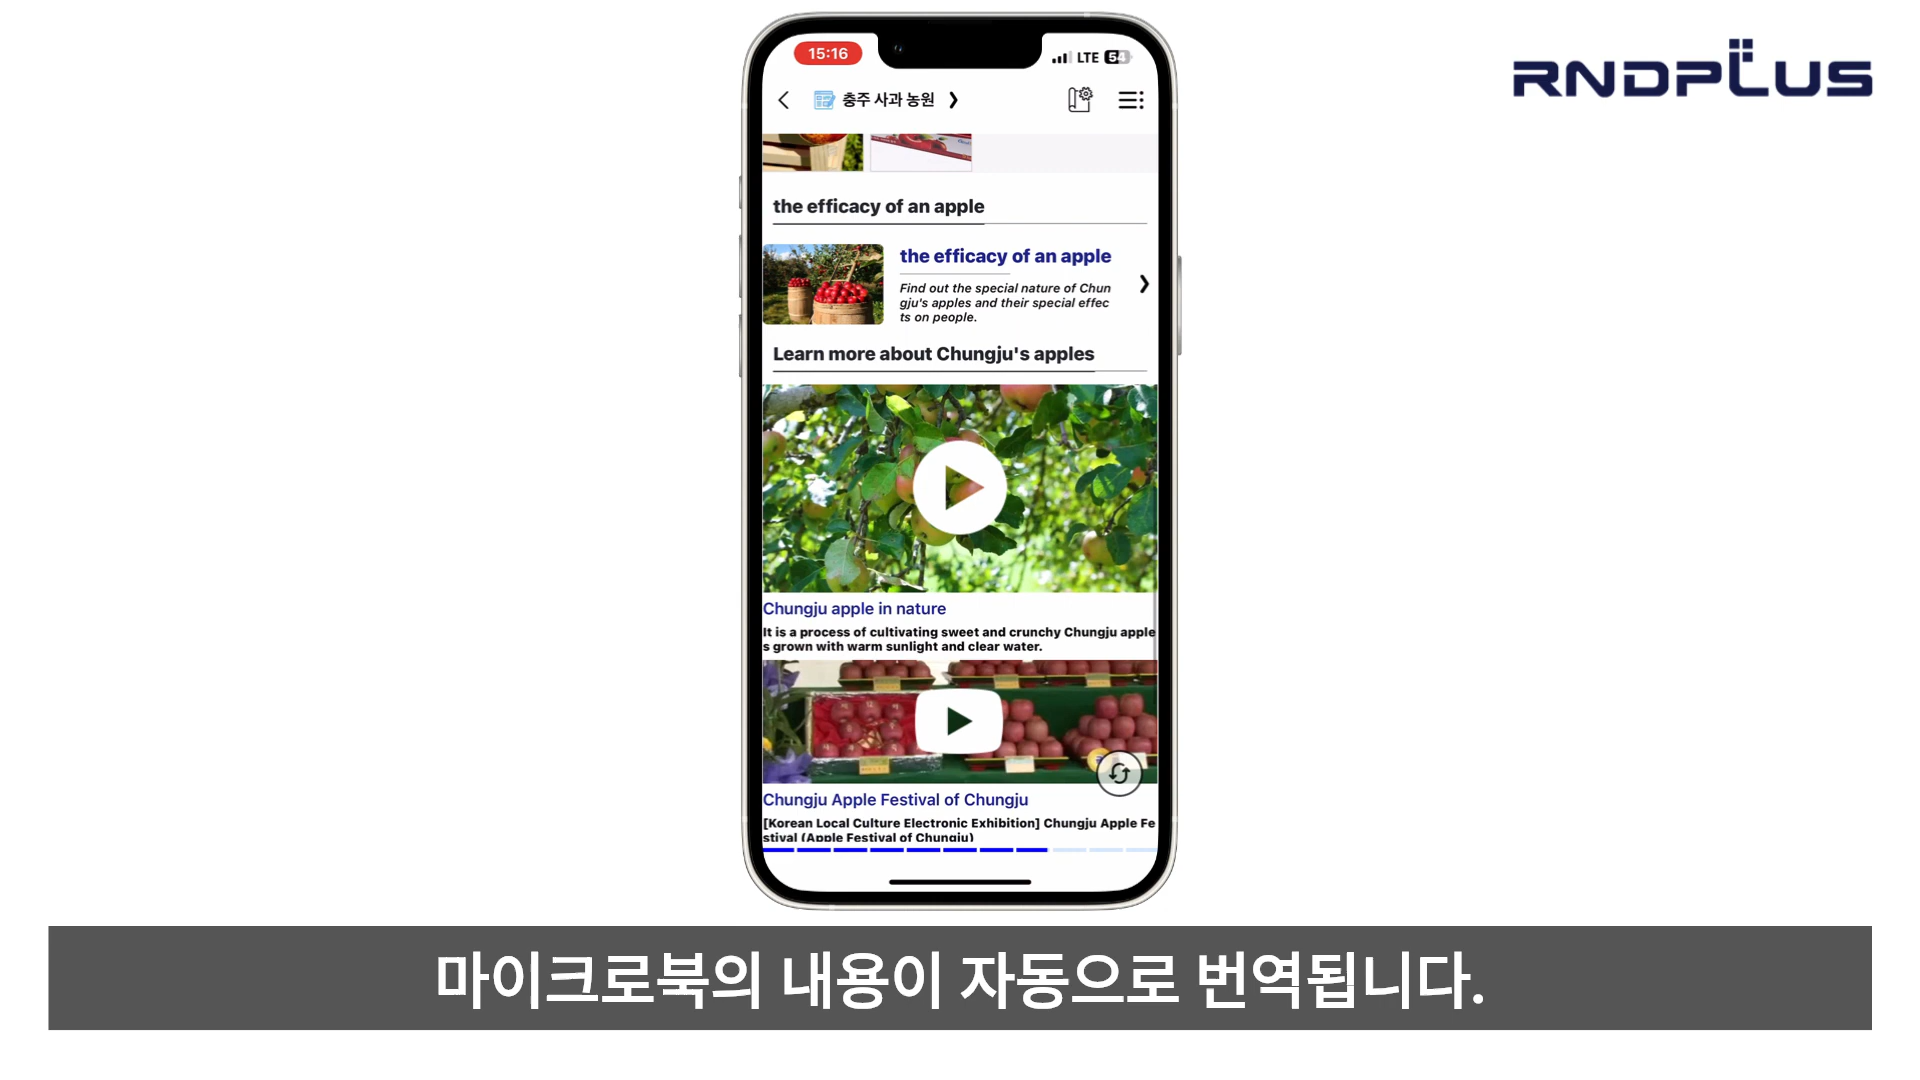 15:16
LTE
54
RNDPLUS
충주 사과 농원
the efficacy of an apple
the efficacy of an apple
Find out the special nature of Chun
gju's apples and their special effec
ts on people.
Learn more about Chungju's apples
Chungju apple in nature
It is a process of cultivating sweet and crunchy Chungju apple
s grown with warm sunlight and clear water.
Chungju Apple Festival of Chungju
[Korean Local Culture Electronic Exhibition] Chungju Apple Fe
stival (Apple Festival of Chungju)
마이크로북의 내용이 자동으로 번역됩니다.